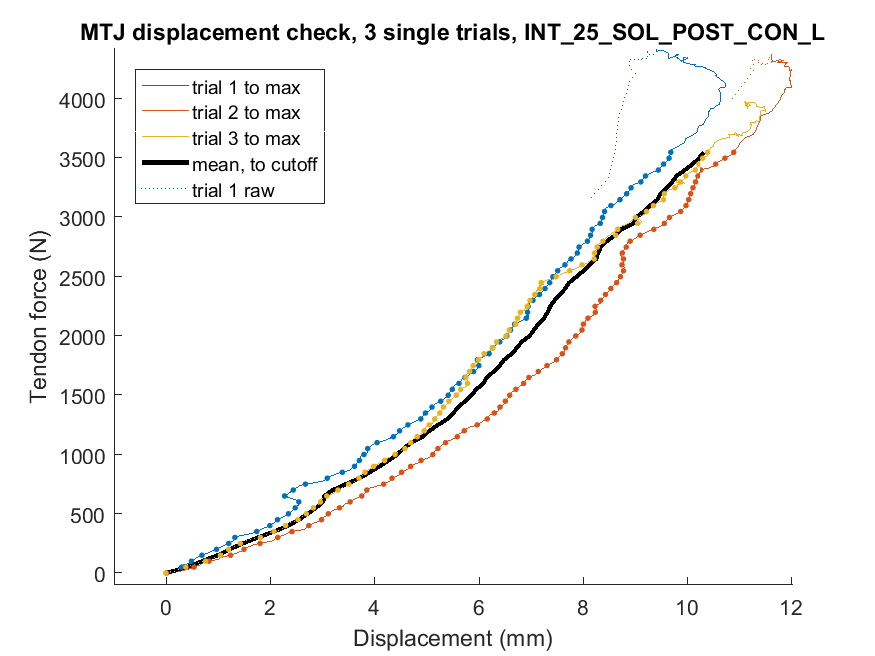 MTJ displacement check, 3 single trials, INT_25_SOL_POST_CON_L
trial 1 to max
trial 2 to max
trial 3 to max
mean, to cutoff
trial 1 raw
Tendon force (N)
4000
3500
3000
2500
2000
1500
1000
500
0
0 2 4 6 8 10 12
Displacement (mm)